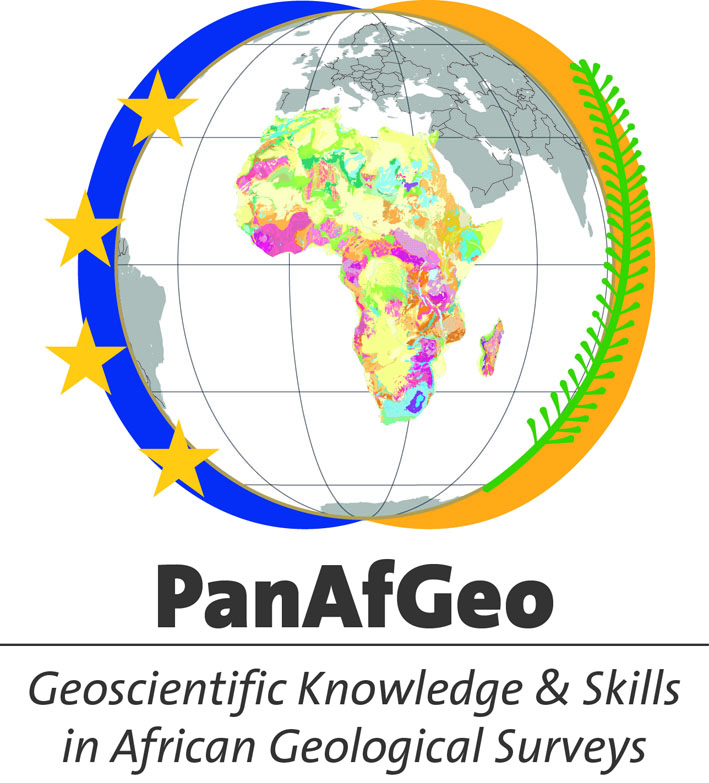 PanAfGeo
Geoscientific Knowledge & Skills
in African Geological Surveys